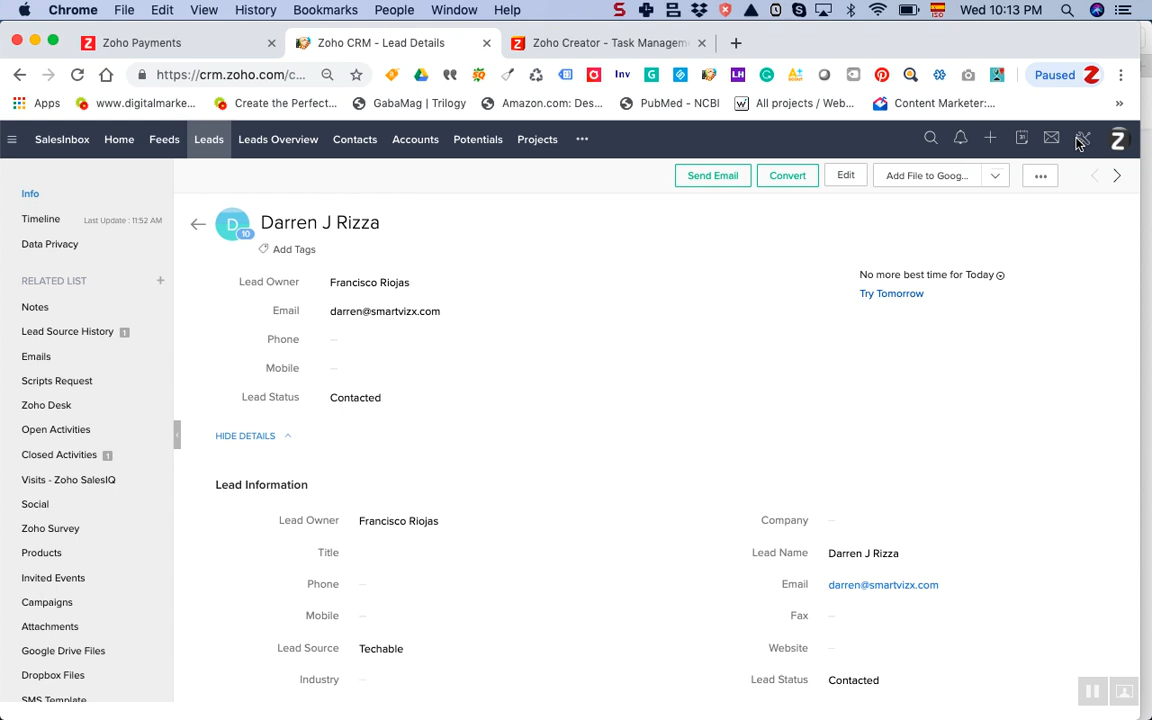 Chrome File Edit View History Bookmarks People Window Help Wed 10:13 PM
Zoho Payments Zoho CRM - Lead Details Zoho Creator - Task Managem
https://crm.zoho.com/c... Inv LH Paused
Apps www.digitalmarke... Create the Perfect... GabaMag | Trilogy Amazon.com: Des... PubMed - NCBI All projects / Web... Content Marketer:...
SalesInbox Home Feeds Leads Leads Overview Contacts Accounts Potentials Projects
Send Email Convert Edit Add File to Goog...
Info
Timeline Last Update : 11:52 AM
Data Privacy
RELATED LIST
Notes
Lead Source History 1
Emails
Scripts Request
Zoho Desk
Open Activities
Closed Activities 1
Visits - Zoho SalesIQ
Social
Zoho Survey
Products
Invited Events
Campaigns
Attachments
Google Drive Files
Dropbox Files
SMS Template
D 10 Darren J Rizza
Add Tags
Lead Owner Francisco Riojas
Email darren@smartvizx.com
Phone —
Mobile —
Lead Status Contacted
No more best time for Today
Try Tomorrow
HIDE DETAILS
Lead Information
Lead Owner Francisco Riojas Company —
Title Lead Name Darren J Rizza
Phone — Email darren@smartvizx.com
Mobile — Fax —
Lead Source Techable Website —
Industry — Lead Status Contacted